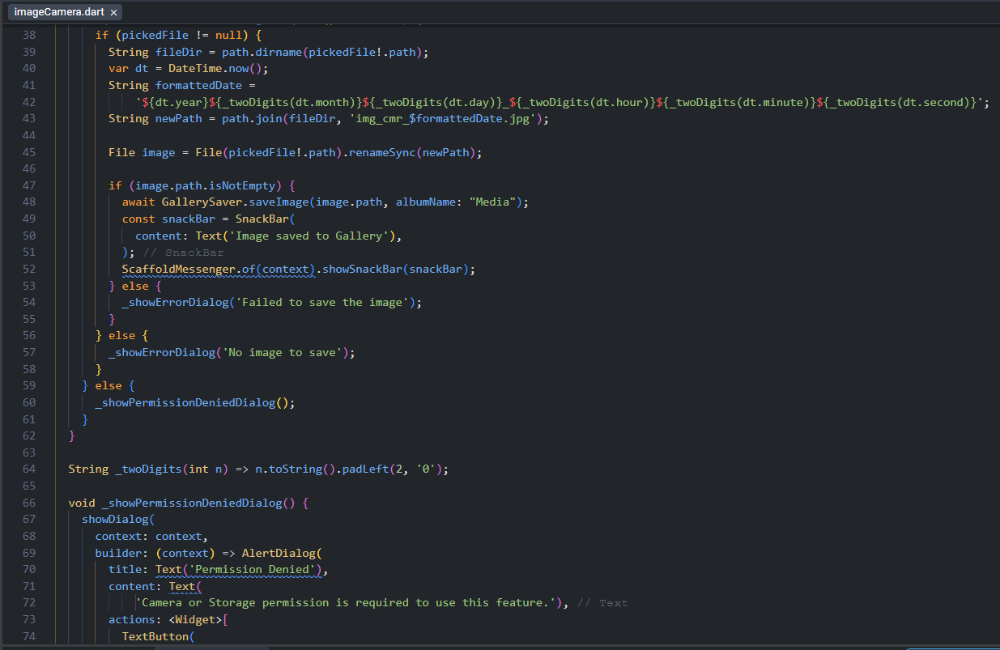 imageCamera.dart ×
38 if (pickedFile != null) {
39 String fileDir = path.dirname(pickedFile!.path);
40 var dt = DateTime.now();
41 String formattedDate =
42 '${dt.year}${_twoDigits(dt.month)}${_twoDigits(dt.day)}_${_twoDigits(dt.hour)}${_twoDigits(dt.minute)}${_twoDigits(dt.second)}';
43 String newPath = path.join(fileDir, 'img_cmr_$formattedDate.jpg');
44
45 File image = File(pickedFile!.path).renameSync(newPath);
46
47 if (image.path.isNotEmpty) {
48 await GallerySaver.saveImage(image.path, albumName: "Media");
49 const snackBar = SnackBar(
50 content: Text('Image saved to Gallery'),
51 ); // SnackBar
52 ScaffoldMessenger.of(context).showSnackBar(snackBar);
53 } else {
54 _showErrorDialog('Failed to save the image');
55 }
56 } else {
57 _showErrorDialog('No image to save');
58 }
59 } else {
60 _showPermissionDeniedDialog();
61 }
62 }
63
64 String _twoDigits(int n) => n.toString().padLeft(2, '0');
65
66 void _showPermissionDeniedDialog() {
67 showDialog(
68 context: context,
69 builder: (context) => AlertDialog(
70 title: Text('Permission Denied'),
71 content: Text(
72 'Camera or Storage permission is required to use this feature.'), // Text
73 actions: <Widget>[
74 TextButton(